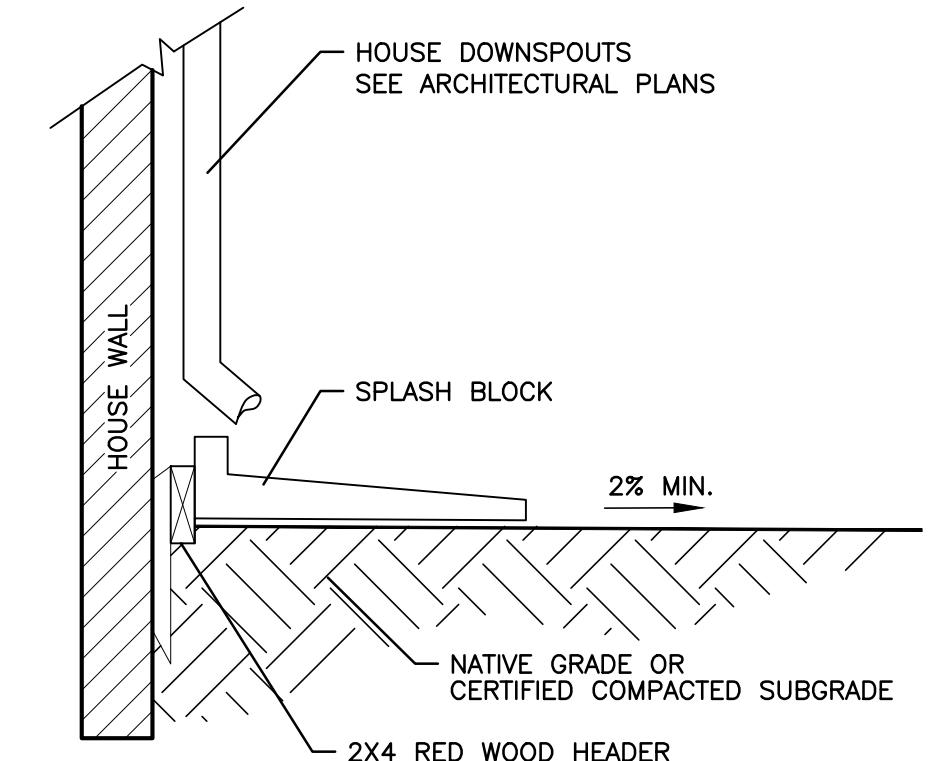 HOUSE DOWNSPOUTS
SEE ARCHITECTURAL PLANS
HOUSE WALL
SPLASH BLOCK
2% MIN.
NATIVE GRADE OR
CERTIFIED COMPACTED SUBGRADE
2X4 RED WOOD HEADER